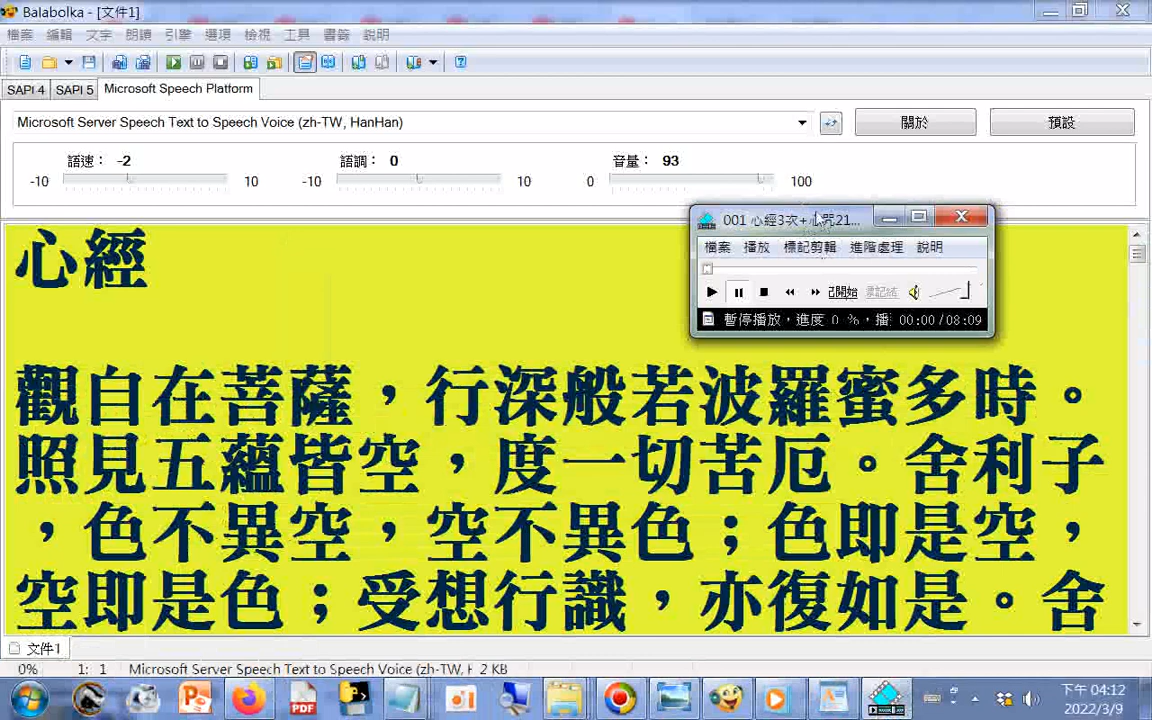 Balabolka - [文件1]
檔案 編輯 文字 朗讀 引擎 選項 檢視 工具 書籤 說明
SAPI 4 SAPI 5 Microsoft Speech Platform
Microsoft Server Speech Text to Speech Voice (zh-TW, HanHan)
關於 預設
語速： -2 語調： 0 音量： 93
-10 10 -10 10 0 100
001 心經3次+心咒21...
檔案 播放 標記剪輯 進階處理 說明
暫停播放，進度 0 %，播 00:00 / 08:09
心經
觀自在菩薩，行深般若波羅蜜多時。
照見五蘊皆空，度一切苦厄。舍利子
，色不異空，空不異色；色即是空，
空即是色；受想行識，亦復如是。舍
文件1
0% 1: 1 Microsoft Server Speech Text to Speech Voice (zh-TW, H 2 KB
PDF
下午 04:12
2022/3/9